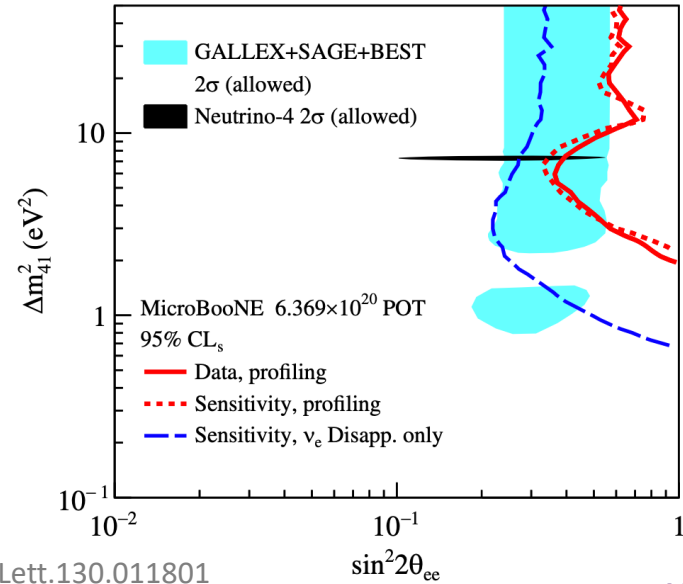 GALLEX+SAGE+BEST
2σ (allowed)
Neutrino-4 2σ (allowed)
10
Δm²₄₁ (eV²)
1
MicroBooNE 6.369×10²⁰ POT
95% CLₛ
Data, profiling
Sensitivity, profiling
Sensitivity, νₑ Disapp. only
10⁻¹
10⁻² 10⁻¹ 1
sin²2θₑₑ
Lett.130.011801